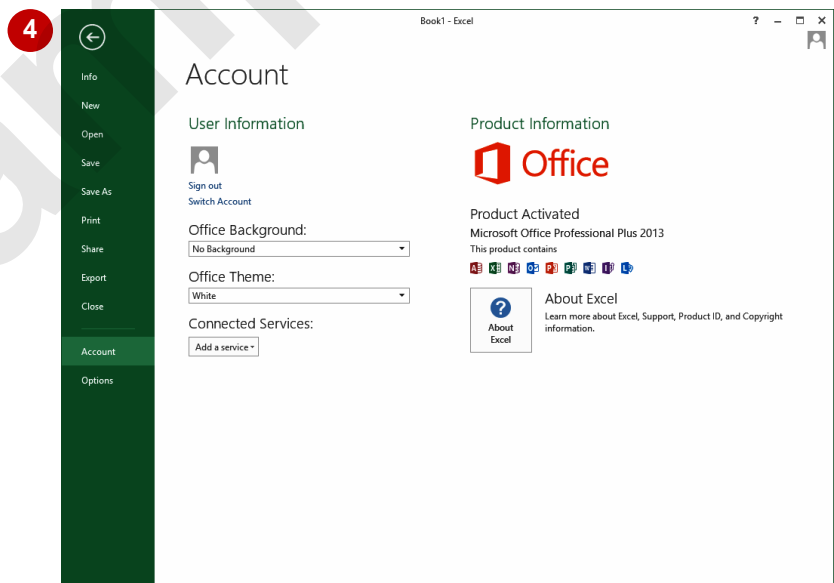 4
Book1 - Excel
?
Info
New
Open
Save
Save As
Print
Share
Export
Close
Account
Options
Account
User Information
Sign out
Switch Account
Office Background:
No Background
Office Theme:
White
Connected Services:
Add a service
Product Information
Office
Product Activated
Microsoft Office Professional Plus 2013
This product contains
?
About
Excel
About Excel
Learn more about Excel, Support, Product ID, and Copyright
information.